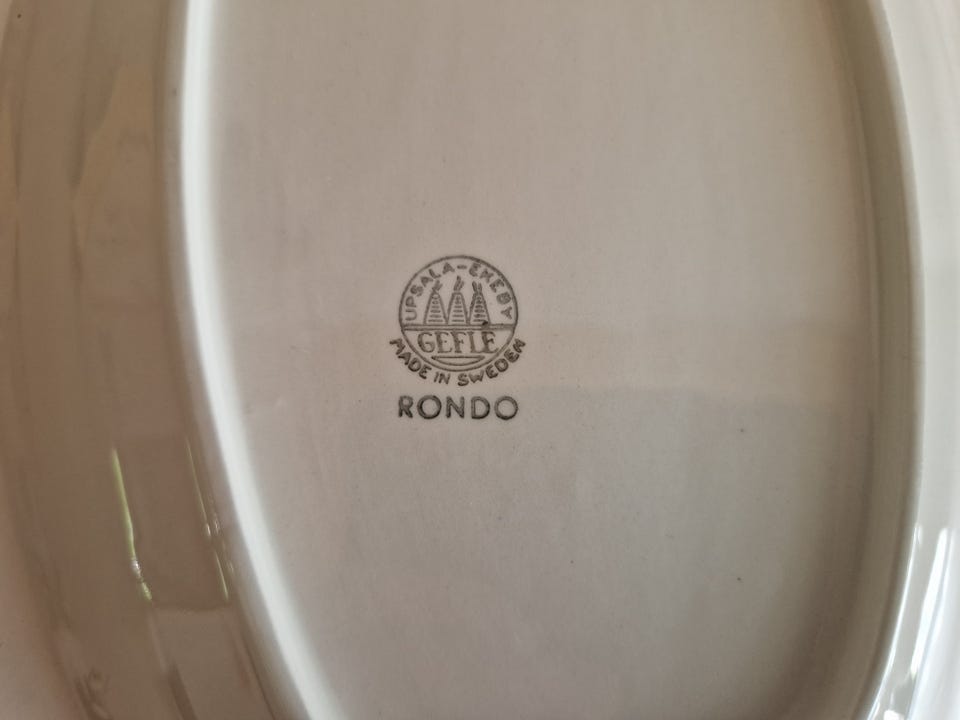 UPSALA-EKEBY
GEFLE
MADE IN SWEDEN
RONDO